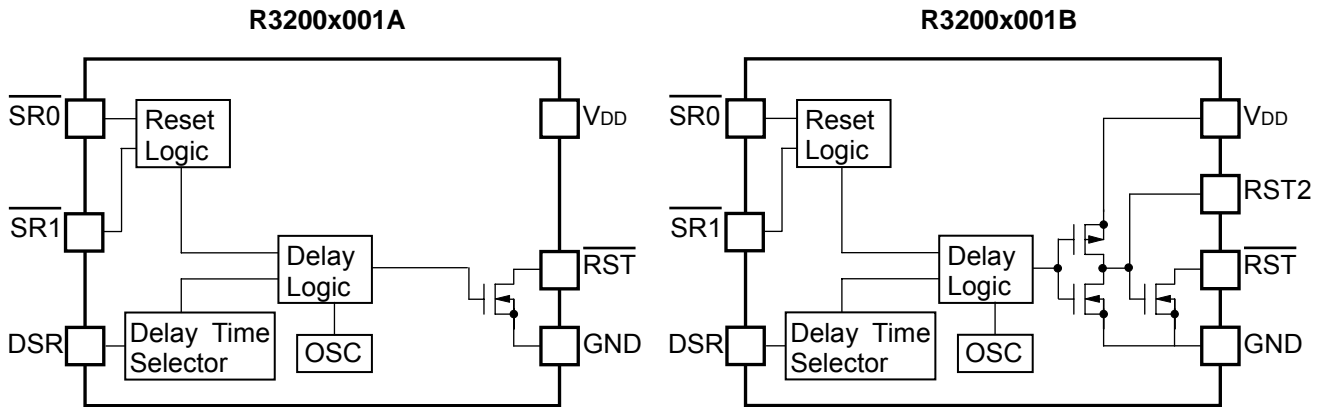 R3200x001A
SR0
Reset
Logic
VDD
SR1
Delay
Logic
RST
DSR
Delay Time
Selector
OSC
GND
R3200x001B
SR0
Reset
Logic
VDD
RST2
SR1
Delay
Logic
RST
DSR
Delay Time
Selector
OSC
GND